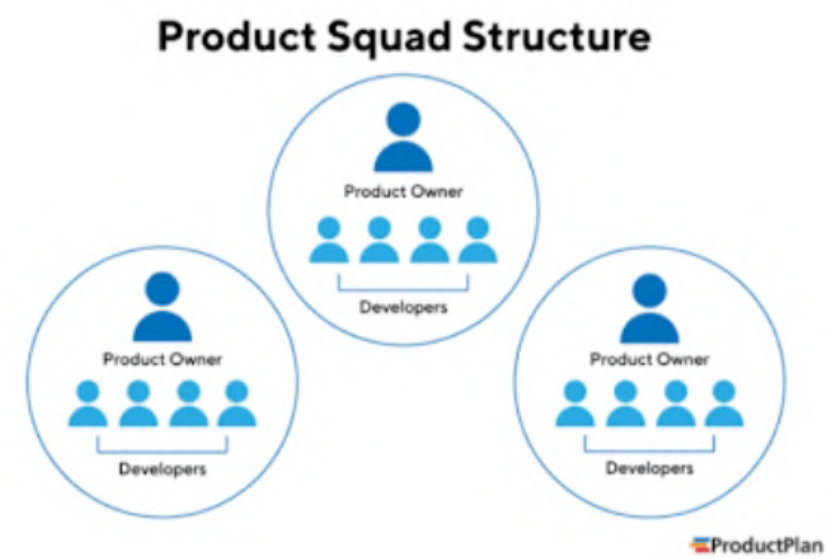 Product Squad Structure
Product Owner
Developers
Product Owner
Developers
Product Owner
Developers
ProductPlan